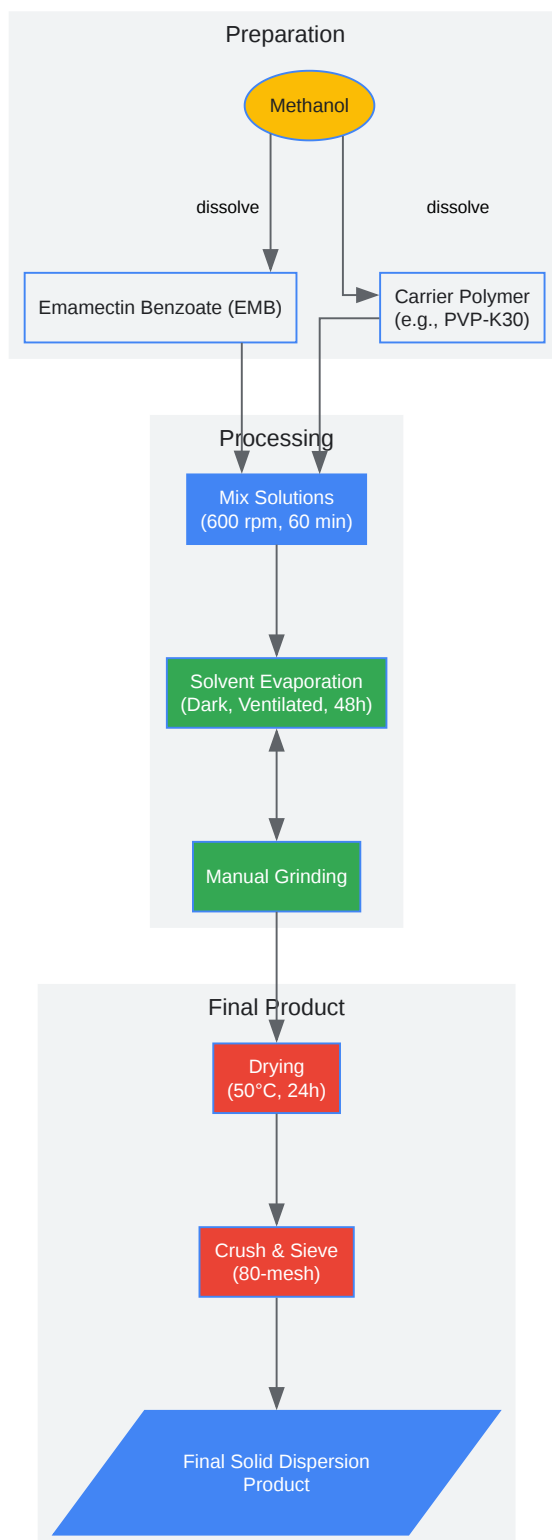 Preparation
Methanol
dissolve
dissolve
Emamectin Benzoate (EMB)
Carrier Polymer
(e.g., PVP-K30)
Processing
Mix Solutions
(600 rpm, 60 min)
Solvent Evaporation
(Dark, Ventilated, 48h)
Manual Grinding
Final Product
Drying
(50°C, 24h)
Crush & Sieve
(80-mesh)
Final Solid Dispersion
Product